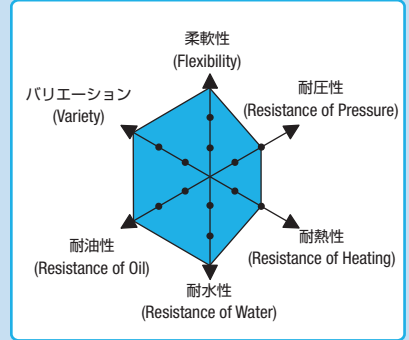 柔軟性
(Flexibility)
バリエーション
(Variety)
耐圧性
(Resistance of Pressure)
耐油性
(Resistance of Oil)
耐熱性
(Resistance of Heating)
耐水性
(Resistance of Water)